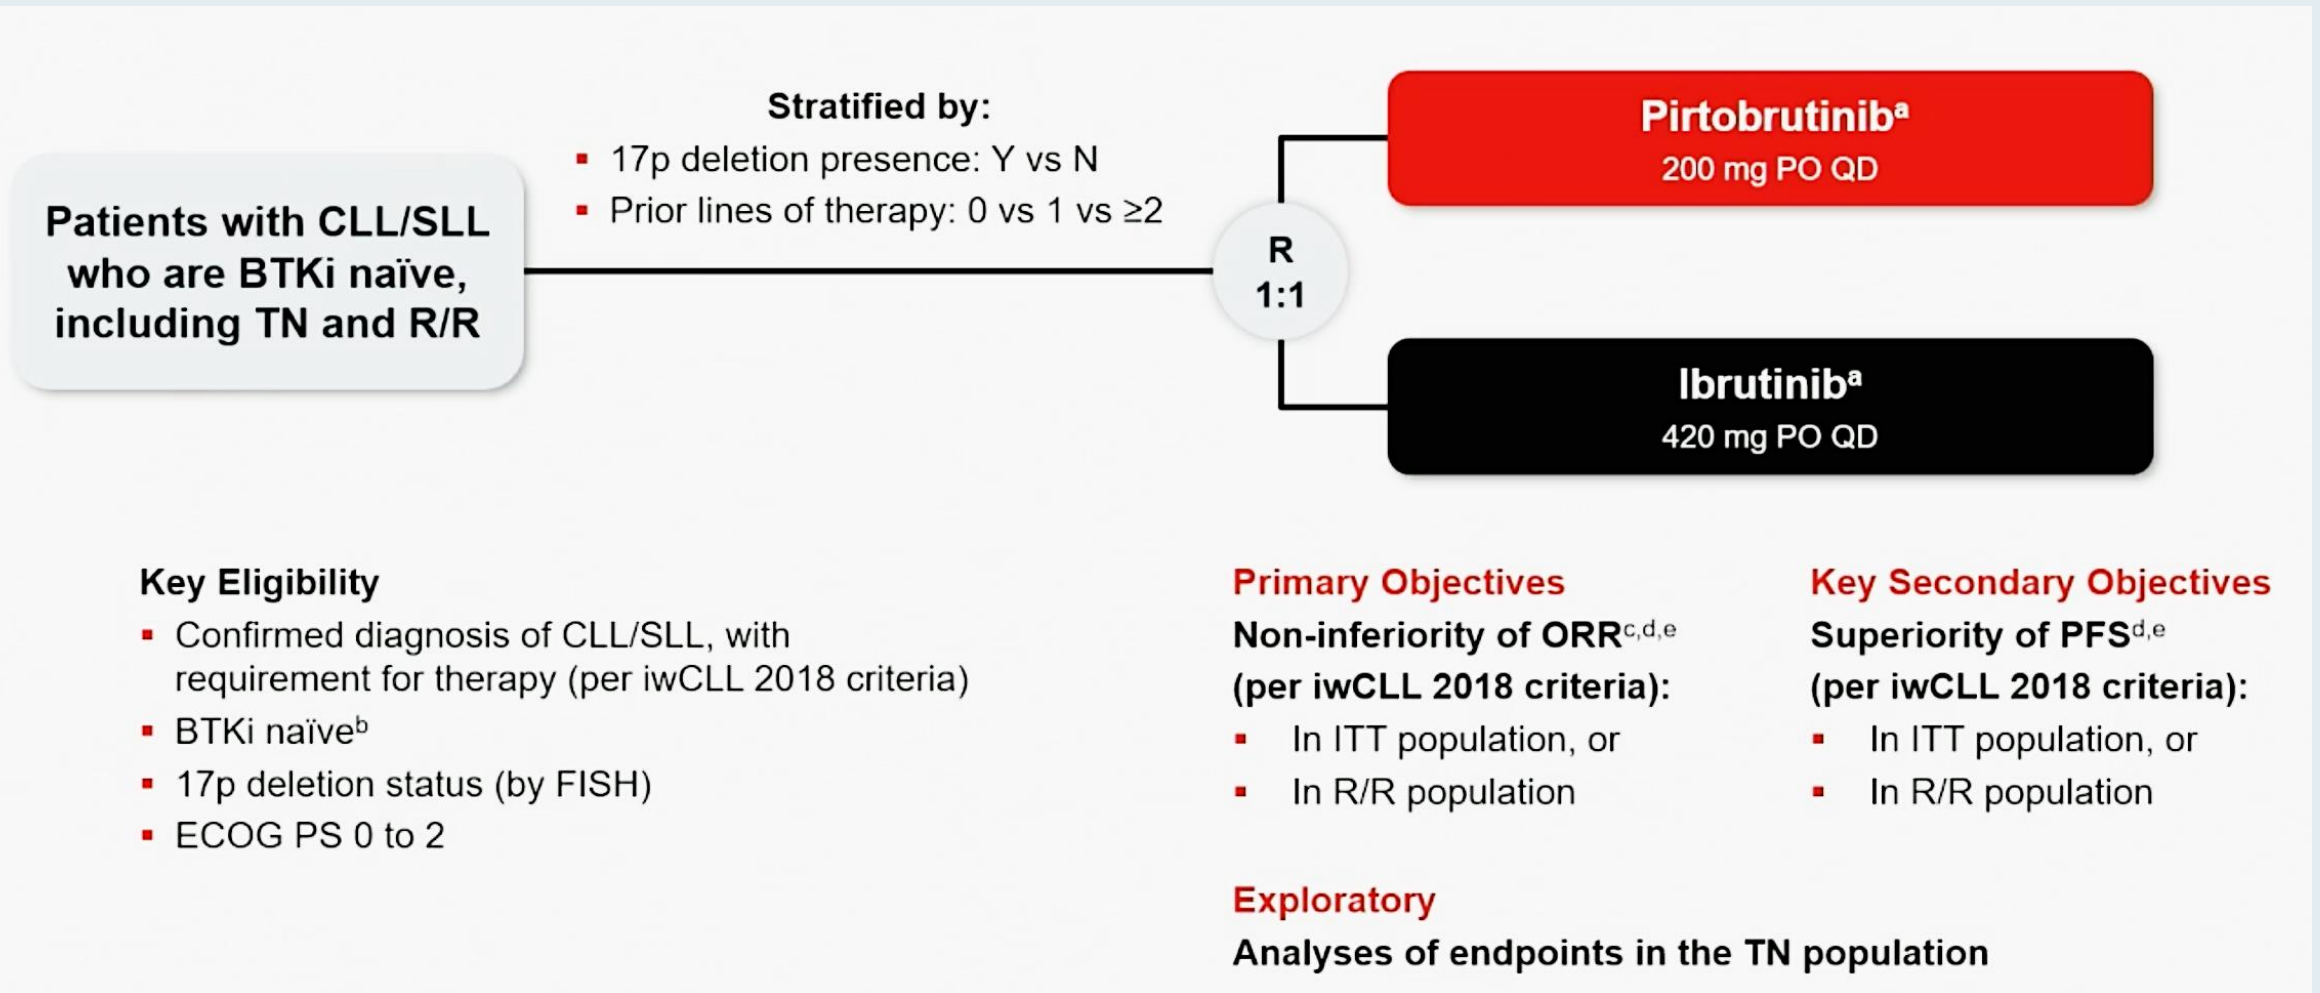 Stratified by:
▪ 17p deletion presence: Y vs N
▪ Prior lines of therapy: 0 vs 1 vs ≥2
Patients with CLL/SLL
who are BTKi naïve,
including TN and R/R
R
1:1
Pirtobrutinibᵃ
200 mg PO QD
Ibrutinibᵃ
420 mg PO QD
Key Eligibility
▪ Confirmed diagnosis of CLL/SLL, with
requirement for therapy (per iwCLL 2018 criteria)
▪ BTKi naïveᵇ
▪ 17p deletion status (by FISH)
▪ ECOG PS 0 to 2
Primary Objectives
Non-inferiority of ORRᶜ,ᵈ,ᵉ
(per iwCLL 2018 criteria):
▪ In ITT population, or
▪ In R/R population
Key Secondary Objectives
Superiority of PFSᵈ,ᵉ
(per iwCLL 2018 criteria):
▪ In ITT population, or
▪ In R/R population
Exploratory
Analyses of endpoints in the TN population